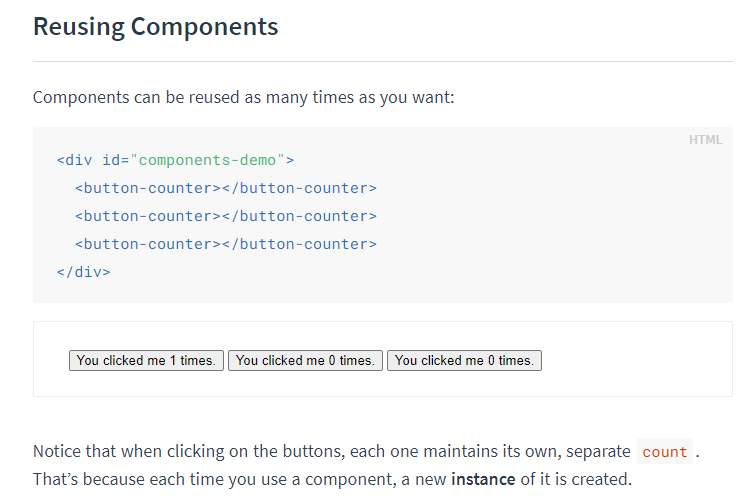 Reusing Components
Components can be reused as many times as you want:
HTML
<div id="components-demo">
  <button-counter></button-counter>
  <button-counter></button-counter>
  <button-counter></button-counter>
</div>
You clicked me 1 times. You clicked me 0 times. You clicked me 0 times.
Notice that when clicking on the buttons, each one maintains its own, separate count.
That’s because each time you use a component, a new instance of it is created.